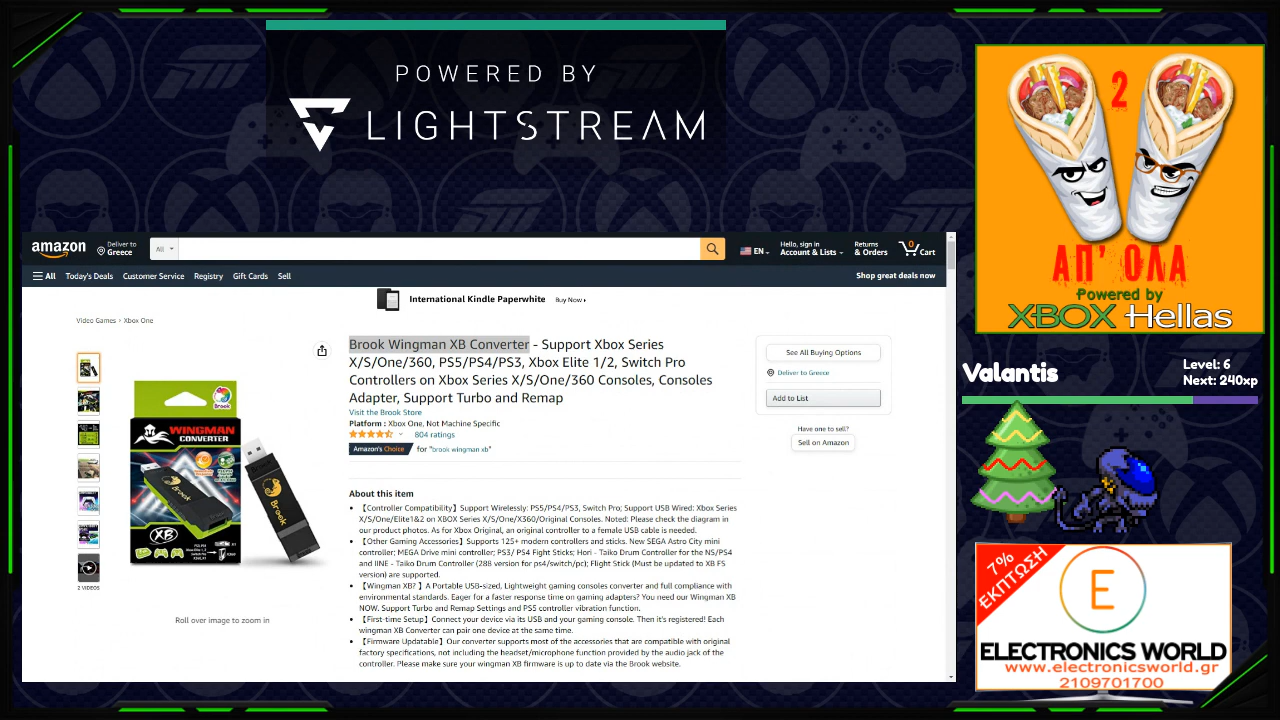 POWERED BY
LIGHTSTREAM
amazon
Deliver to
Greece
All
EN
Hello, sign in
Account & Lists
Returns
& Orders
0
Cart
All
Today's Deals
Customer Service
Registry
Gift Cards
Sell
Shop great deals now
International Kindle Paperwhite
Buy Now
Video Games › Xbox One
Brook Wingman XB Converter - Support Xbox Series
X/S/One/360, PS5/PS4/PS3, Xbox Elite 1/2, Switch Pro
Controllers on Xbox Series X/S/One/360 Consoles, Consoles
Adapter, Support Turbo and Remap
Visit the Brook Store
Platform : Xbox One, Not Machine Specific
804 ratings
Amazon's Choice for "brook wingman xb"
About this item
【Controller Compatibility】Support Wirelessly: PS5/PS4/PS3, Switch Pro; Support USB Wired: Xbox Series
X/S/One/Elite1&2 on XBOX Series X/S/One/X360/Original Consoles. Noted: Please check the diagram in
our product photos. As for Xbox Original, an original controller to a female USB cable is needed.
【Other Gaming Accessories】Supports 125+ modern controllers and sticks. New SEGA Astro City mini
controller; MEGA Drive mini controller; PS3/ PS4 Fight Sticks; Hori - Taiko Drum Controller for the NS/PS4
and IINE - Taiko Drum Controller (288 version for ps4/switch/pc); Flight Stick (Must be updated to XB FS
version) are supported.
【Wingman XB? 】A Portable USB-sized, Lightweight gaming consoles converter and full compliance with
environmental standards. Eager for a faster response time on gaming adapters? You need our Wingman XB
NOW. Support Turbo and Remap Settings and PS5 controller vibration function.
【First-time Setup】Connect your device via its USB and your gaming console. Then it's registered! Each
wingman XB Converter can pair one device at the same time.
【Firmware Updatable】Our converter supports most of the accessories that are compatible with original
factory specifications, not including the headset/microphone function provided by the audio jack of the
controller. Please make sure your wingman XB firmware is up to date via the Brook website.
See All Buying Options
Deliver to Greece
Add to List
Have one to sell?
Sell on Amazon
Brook
WINGMAN
CONVERTER
Brook
XB
Brook
2 VIDEOS
Roll over image to zoom in
2
ΑΠ' ΟΛΑ
Powered by
XBOX Hellas
Valantis
Level: 6
Next: 240xp
7%
ΕΚΠΤΩΣΗ
E
ELECTRONICS WORLD
www.electronicsworld.gr
2109701700